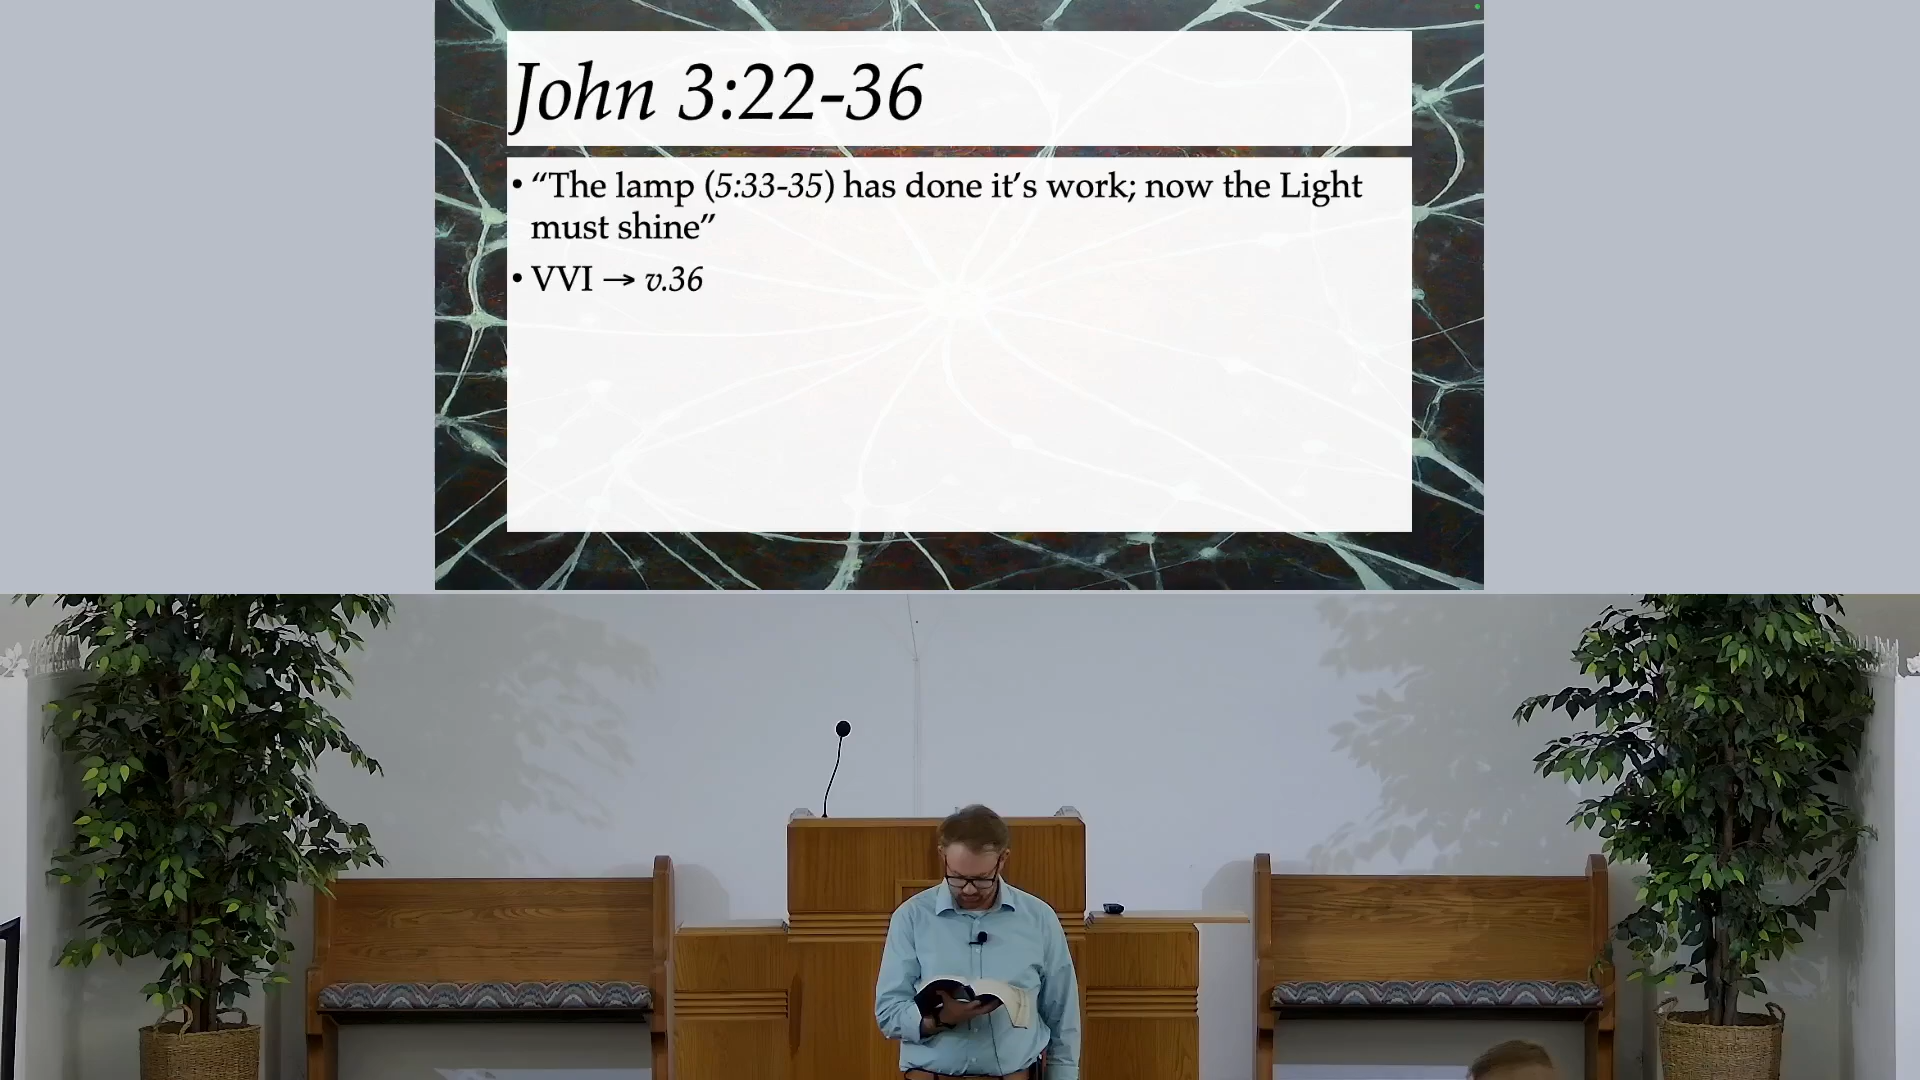 John 3:22-36
• “The lamp (5:33-35) has done it’s work; now the Light
must shine”
• VVI → v.36